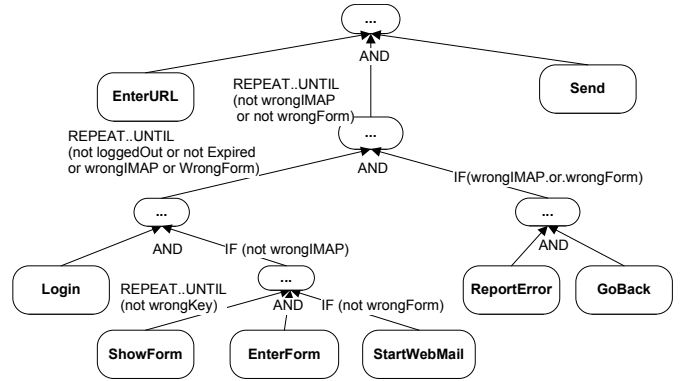 ...
AND
EnterURL
REPEAT..UNTIL
(not wrongIMAP
or not wrongForm)
Send
...
REPEAT..UNTIL
(not loggedOut or not Expired
or wrongIMAP or WrongForm)
AND
IF(wrongIMAP.or.wrongForm)
...
...
AND
IF (not wrongIMAP)
AND
Login
REPEAT..UNTIL
(not wrongKey)
...
ReportError
GoBack
AND
IF (not wrongForm)
ShowForm
EnterForm
StartWebMail